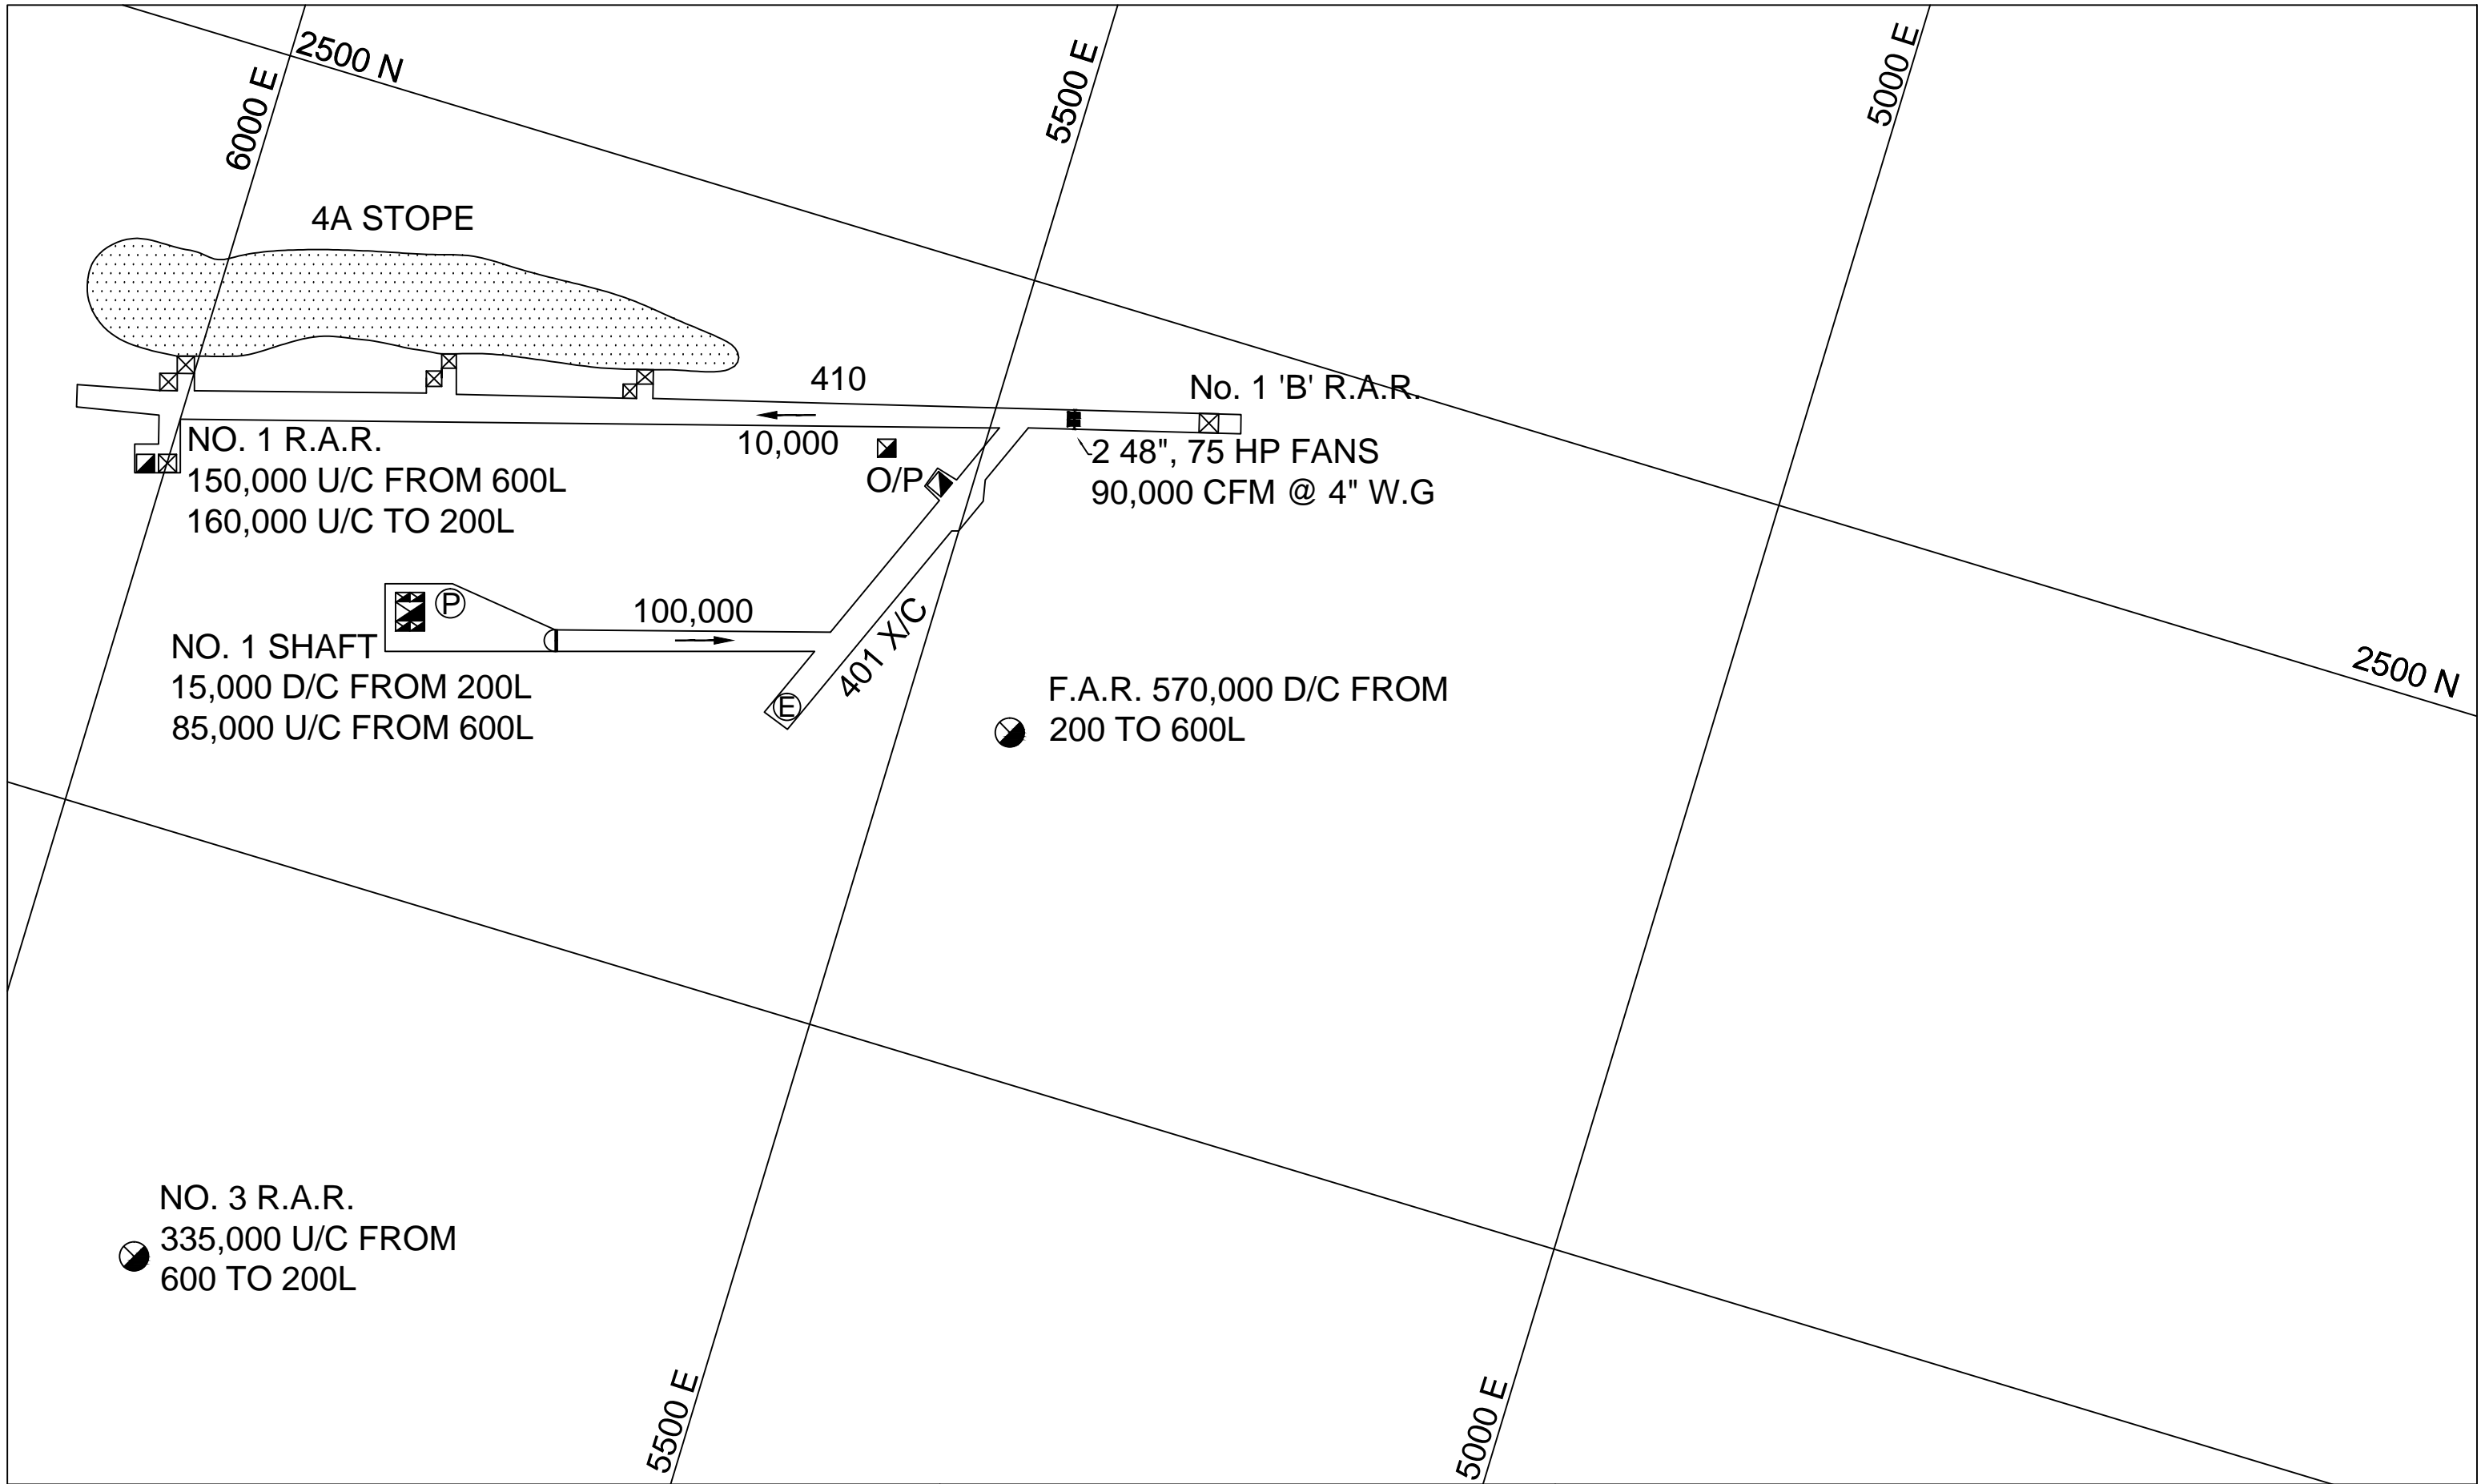 2500 N
6000 E
5500 E
5000 E
4A STOPE
410
No. 1 'B' R.A.R.
10,000
NO. 1 R.A.R.
150,000 U/C FROM 600L
160,000 U/C TO 200L
O/P
2 48", 75 HP FANS
90,000 CFM @ 4" W.G
P
100,000
401 X/C
E
NO. 1 SHAFT
15,000 D/C FROM 200L
85,000 U/C FROM 600L
F.A.R. 570,000 D/C FROM
200 TO 600L
2500 N
NO. 3 R.A.R.
335,000 U/C FROM
600 TO 200L
5500 E
5000 E